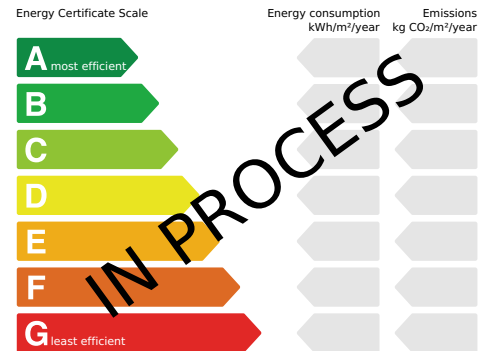 Energy Certificate Scale
Energy consumption
kWh/m²/year
Emissions
kg CO₂/m²/year
A most efficient
B
C
D
E
F
G least efficient
IN PROCESS